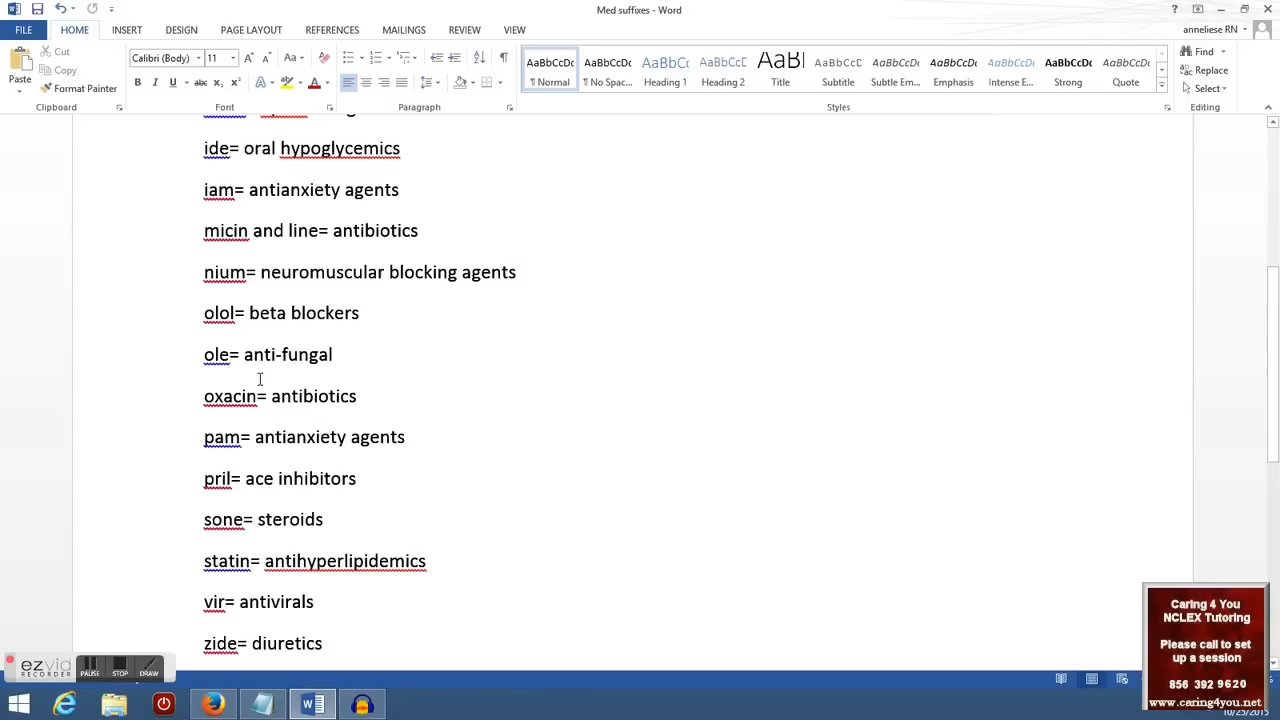 Med suffixes - Word
FILE HOME INSERT DESIGN PAGE LAYOUT REFERENCES MAILINGS REVIEW VIEW anneliese RN
Paste
Cut
Copy
Format Painter
Calibri (Body) 11
AaBbCcDc AaBbCcDc AaBbCc AaBbCcD AaBbCcD AaBbCcDc AaBbCcDc AaBbCcDc AaBbCcDc AaBbCcDc
¶ Normal ¶ No Spac... Heading 1 Heading 2 Title Subtitle Subtle Em... Emphasis Intense E... Strong Quote
Find
Replace
Select
Clipboard Font Paragraph Styles Editing
ide= oral hypoglycemics
iam= antianxiety agents
micin and line= antibiotics
nium= neuromuscular blocking agents
olol= beta blockers
ole= anti-fungal
oxacin= antibiotics
pam= antianxiety agents
pril= ace inhibitors
sone= steroids
statin= antihyperlipidemics
vir= antivirals
zide= diuretics
ezvid
RECORDER
PAUSE STOP DRAW
Caring 4 You
NCLEX Tutoring
Please call to set
up a session
856 392 9620
www.caring4you.net
10/25/2015